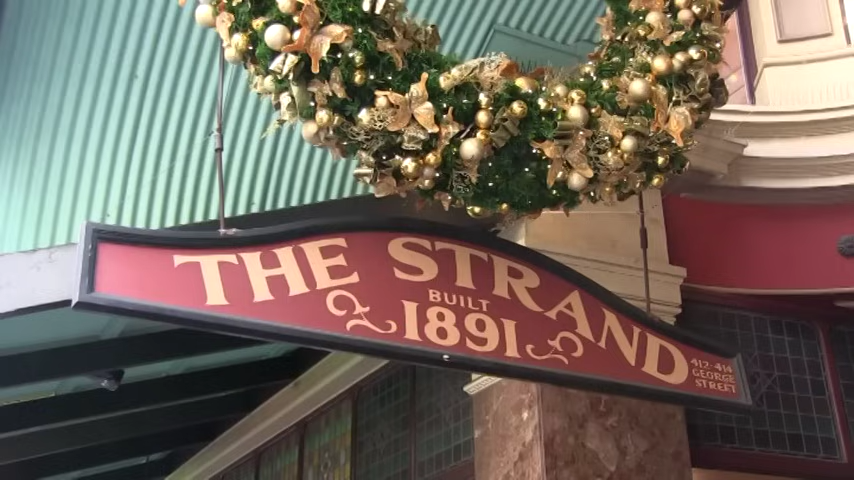 THE STRAND
BUILT
1891
412-414
GEORGE
STREET